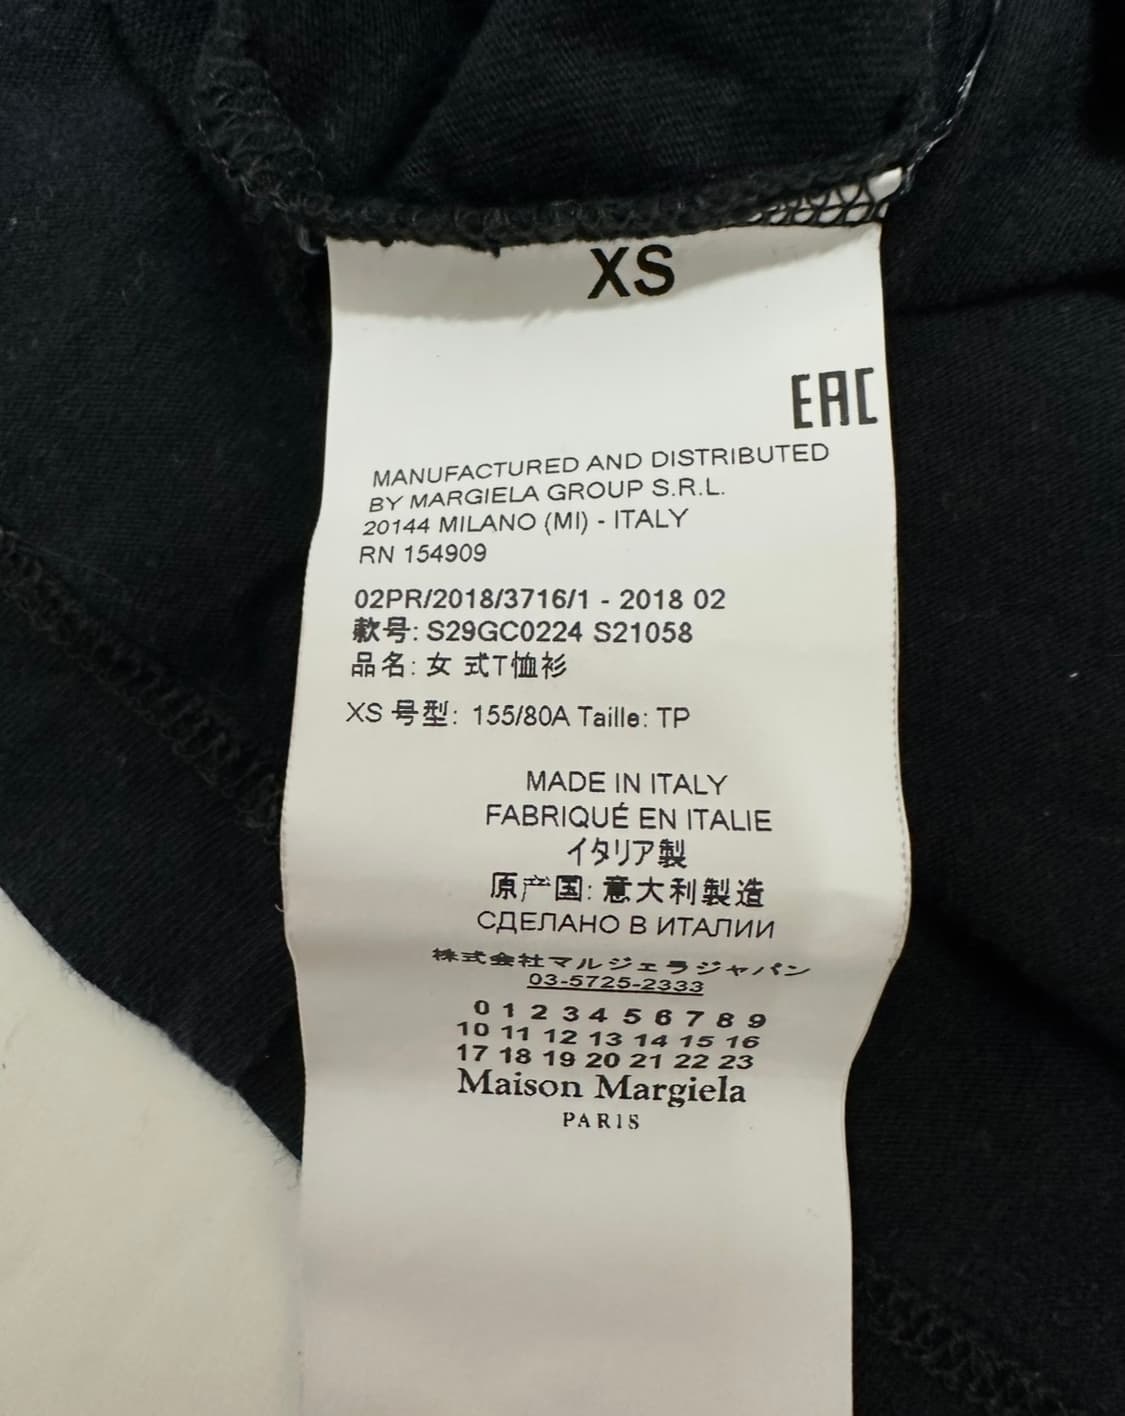 XS
EAC
MANUFACTURED AND DISTRIBUTED
BY MARGIELA GROUP S.R.L.
20144 MILANO (MI) - ITALY
RN 154909
02PR/2018/3716/1 - 2018 02
款号: S29GC0224 S21058
品名: 女 式T恤衫
XS 号型: 155/80A Taille: TP
MADE IN ITALY
FABRIQUÉ EN ITALIE
イタリア製
原产国: 意大利製造
СДЕЛАНО В ИТАЛИИ
株式会社マルジェラジャパン
03-5725-2333
0 1 2 3 4 5 6 7 8 9
10 11 12 13 14 15 16
17 18 19 20 21 22 23
Maison Margiela
PARIS